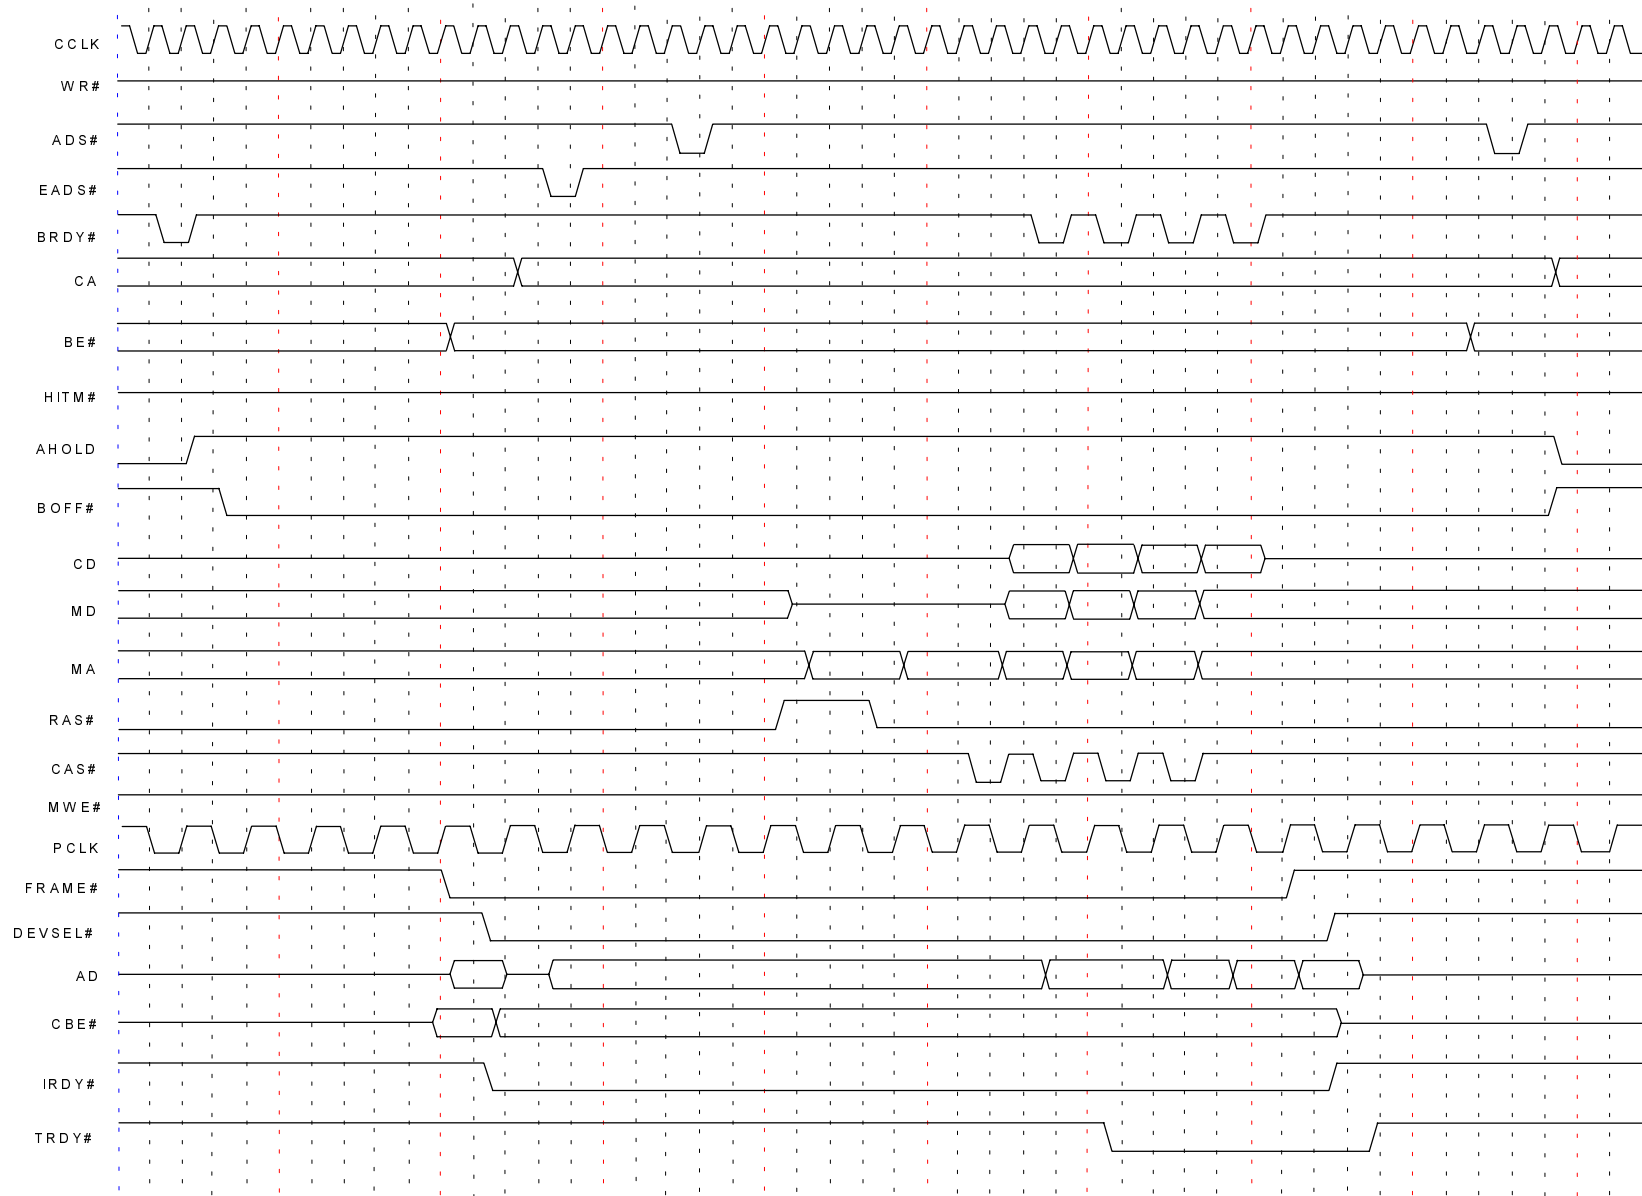 CCLK
WR#
ADS#
EADS#
BRDY#
CA
BE#
HITM#
AHOLD
BOFF#
CD
MD
MA
RAS#
CAS#
MWE#
PCLK
FRAME#
DEVSEL#
AD
CBE#
IRDY#
TRDY#